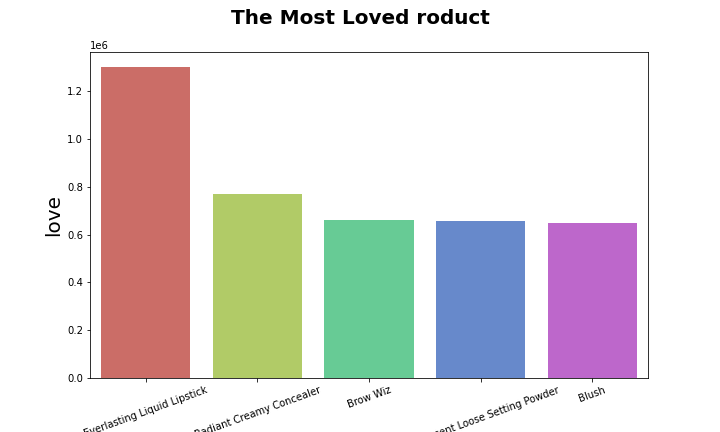 The Most Loved roduct
1e6
love
1.2
1.0
0.8
0.6
0.4
0.2
0.0
Everlasting Liquid Lipstick
Radiant Creamy Concealer
Brow Wiz
Loose Setting Powder
Blush